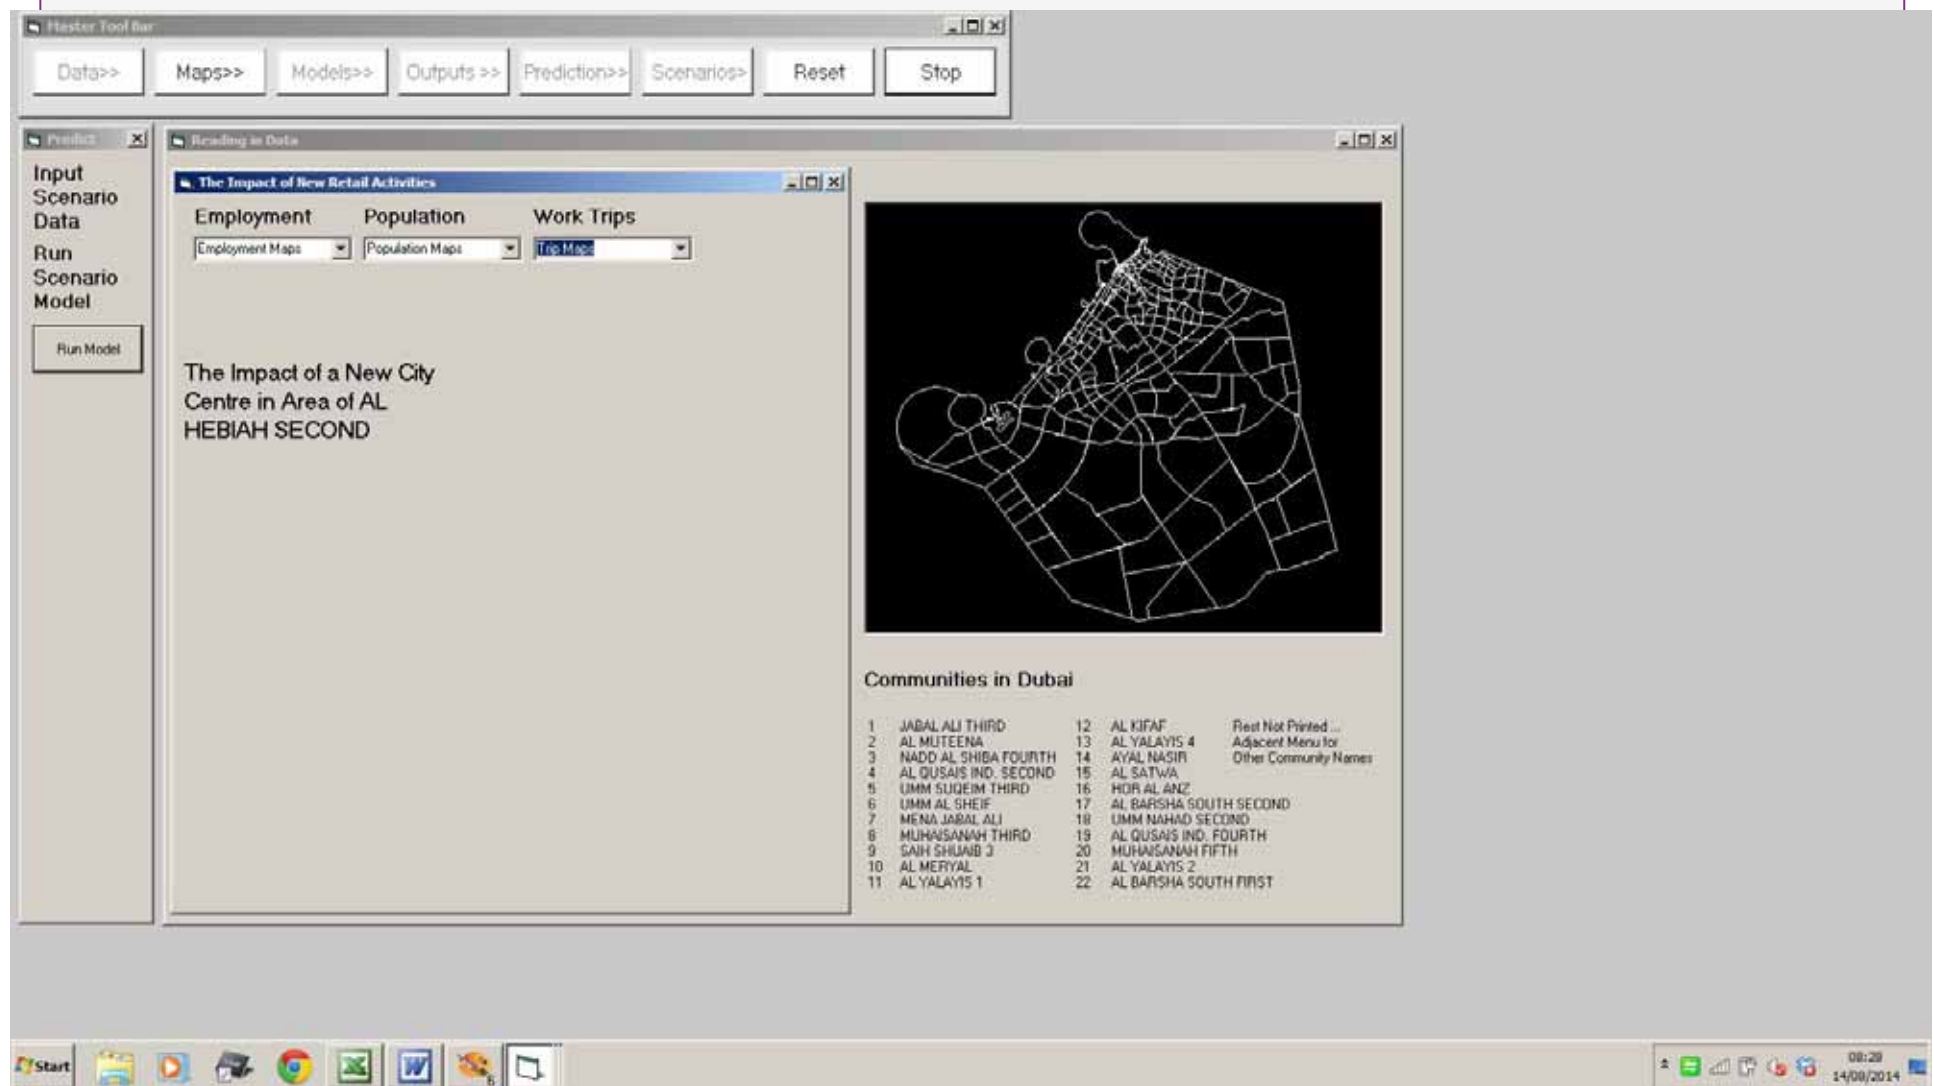 Master Tool Bar
Data>> Maps>> Models>> Outputs >> Prediction>> Scenarios> Reset Stop
Predict
Input
Scenario
Data
Run
Scenario
Model
Run Model
Reading in Data
The Impact of New Retail Activities
Employment Population Work Trips
Employment Maps Population Maps Trip Maps
The Impact of a New City
Centre in Area of AL
HEBIAH SECOND
Communities in Dubai
1 JABAL ALI THIRD 12 AL KIFAF Rest Not Printed ...
2 AL MUTEENA 13 AL YALAYIS 4 Adjacent Menu for
3 NADD AL SHIBA FOURTH 14 AYAL NASIR Other Community Names
4 AL QUSAIS IND. SECOND 15 AL SATWA
5 UMM SUQEIM THIRD 16 HOR AL ANZ
6 UMM AL SHEIF 17 AL BARSHA SOUTH SECOND
7 MENA JABAL ALI 18 UMM NAHAD SECOND
8 MUHAISANAH THIRD 19 AL QUSAIS IND. FOURTH
9 SAIH SHUAIB 3 20 MUHAISANAH FIFTH
10 AL MERYAL 21 AL YALAYIS 2
11 AL YALAYIS 1 22 AL BARSHA SOUTH FIRST
Start
08:29
14/08/2014